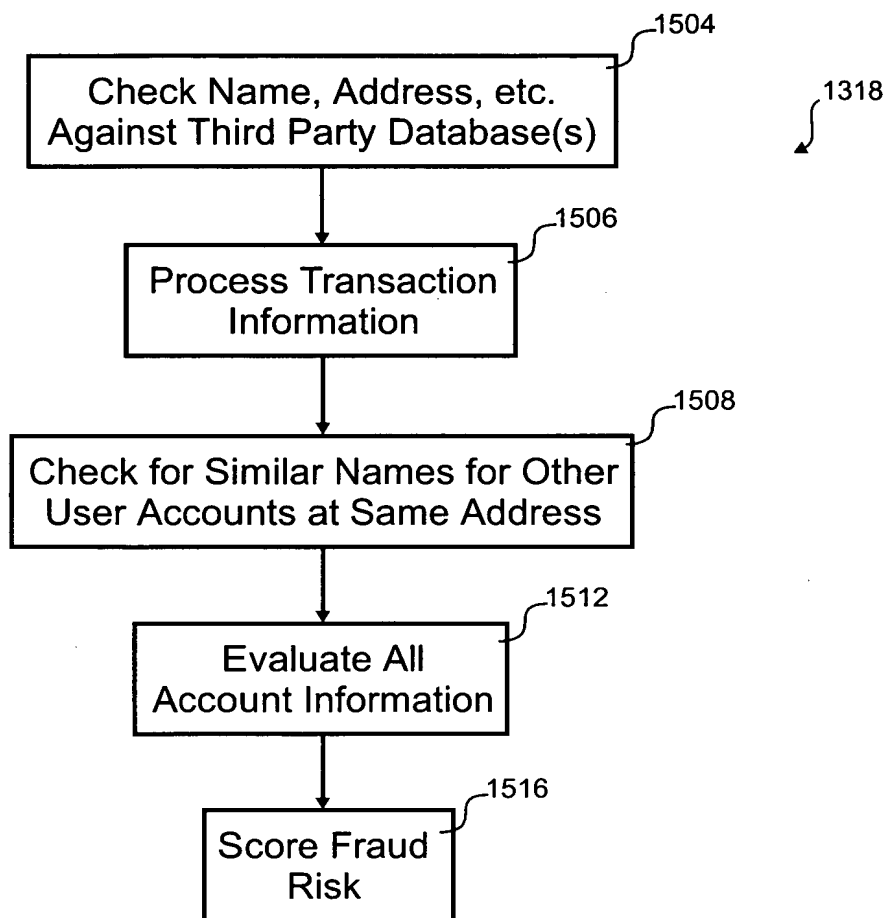 1504
Check Name, Address, etc.
Against Third Party Database(s)
1318
1506
Process Transaction
Information
1508
Check for Similar Names for Other
User Accounts at Same Address
1512
Evaluate All
Account Information
1516
Score Fraud
Risk